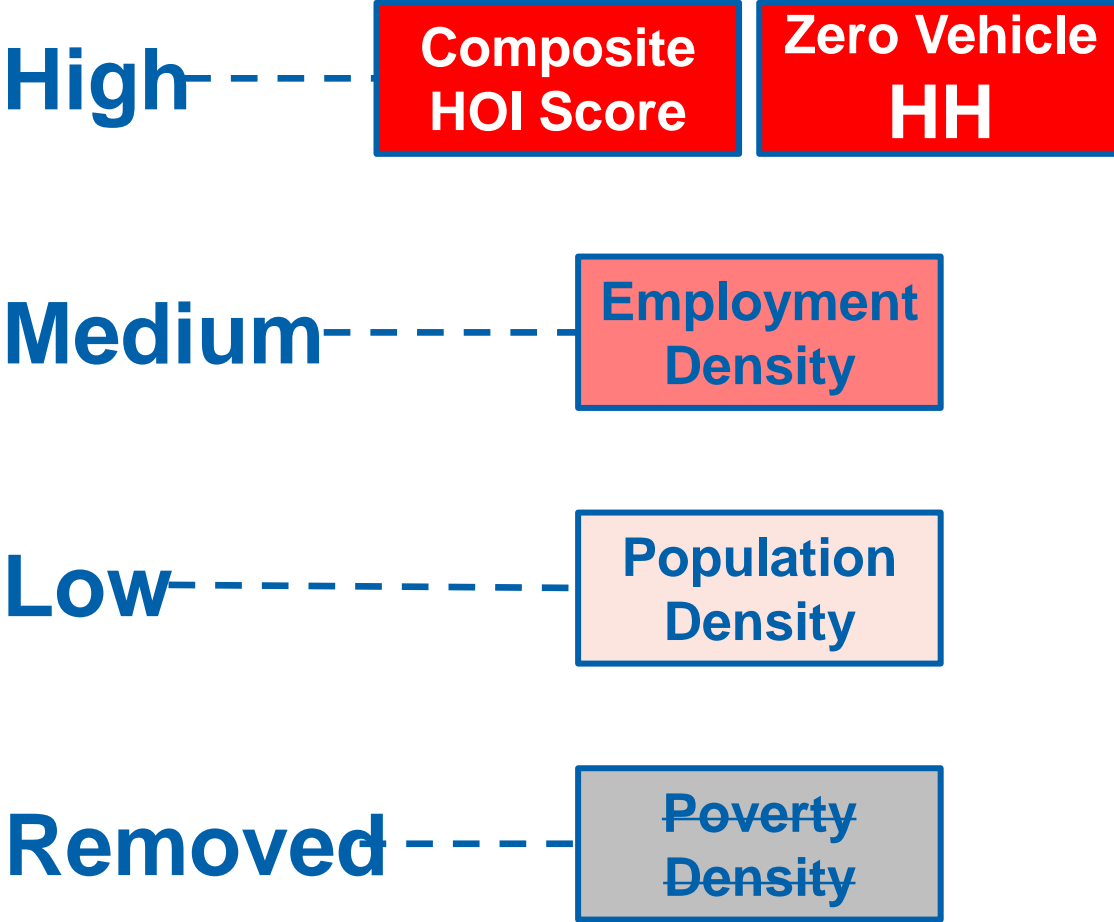 High
Composite
HOI Score
Zero Vehicle
HH
Medium
Employment
Density
Low
Population
Density
Removed
Poverty
Density